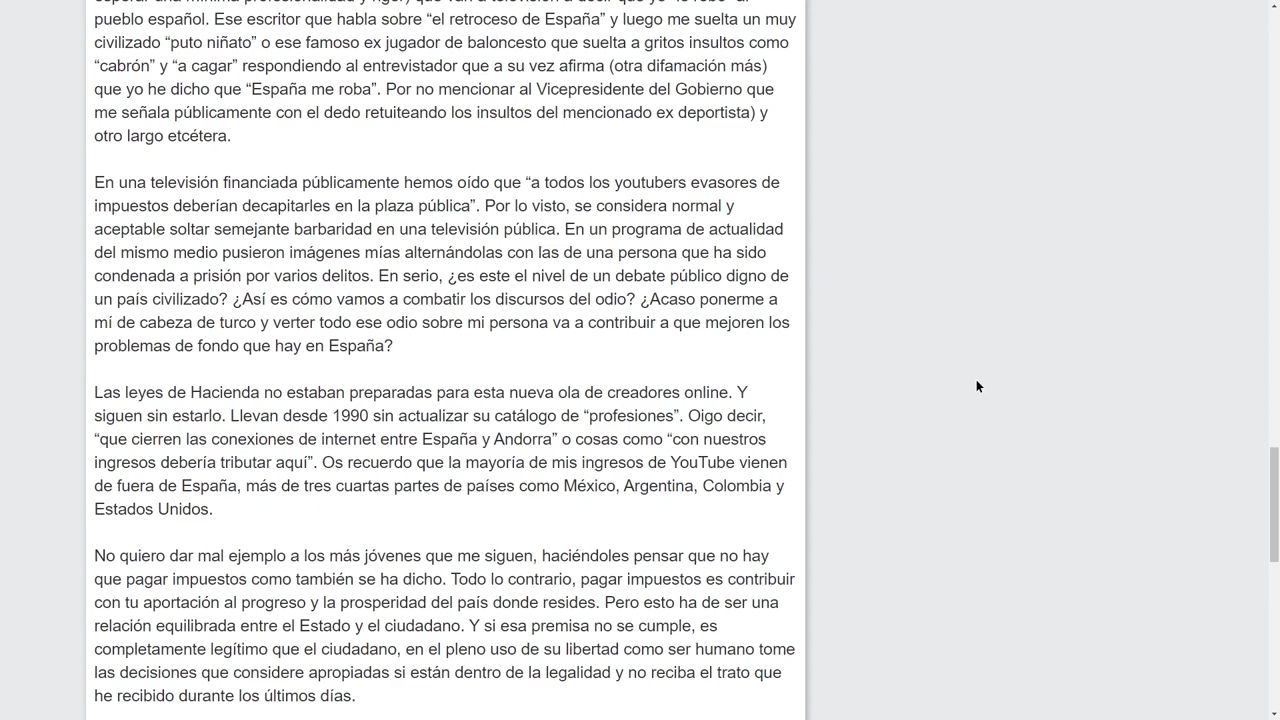 pueblo español. Ese escritor que habla sobre “el retroceso de España” y luego me suelta un muy
civilizado “puto niñato” o ese famoso ex jugador de baloncesto que suelta a gritos insultos como
“cabrón” y “a cagar” respondiendo al entrevistador que a su vez afirma (otra difamación más)
que yo he dicho que “España me roba”. Por no mencionar al Vicepresidente del Gobierno que
me señala públicamente con el dedo retuiteando los insultos del mencionado ex deportista) y
otro largo etcétera.
En una televisión financiada públicamente hemos oído que “a todos los youtubers evasores de
impuestos deberían decapitarles en la plaza pública”. Por lo visto, se considera normal y
aceptable soltar semejante barbaridad en una televisión pública. En un programa de actualidad
del mismo medio pusieron imágenes mías alternándolas con las de una persona que ha sido
condenada a prisión por varios delitos. En serio, ¿es este el nivel de un debate público digno de
un país civilizado? ¿Así es cómo vamos a combatir los discursos del odio? ¿Acaso ponerme a
mí de cabeza de turco y verter todo ese odio sobre mi persona va a contribuir a que mejoren los
problemas de fondo que hay en España?
Las leyes de Hacienda no estaban preparadas para esta nueva ola de creadores online. Y
siguen sin estarlo. Llevan desde 1990 sin actualizar su catálogo de “profesiones”. Oigo decir,
“que cierren las conexiones de internet entre España y Andorra” o cosas como “con nuestros
ingresos debería tributar aquí”. Os recuerdo que la mayoría de mis ingresos de YouTube vienen
de fuera de España, más de tres cuartas partes de países como México, Argentina, Colombia y
Estados Unidos.
No quiero dar mal ejemplo a los más jóvenes que me siguen, haciéndoles pensar que no hay
que pagar impuestos como también se ha dicho. Todo lo contrario, pagar impuestos es contribuir
con tu aportación al progreso y la prosperidad del país donde resides. Pero esto ha de ser una
relación equilibrada entre el Estado y el ciudadano. Y si esa premisa no se cumple, es
completamente legítimo que el ciudadano, en el pleno uso de su libertad como ser humano tome
las decisiones que considere apropiadas si están dentro de la legalidad y no reciba el trato que
he recibido durante los últimos días.